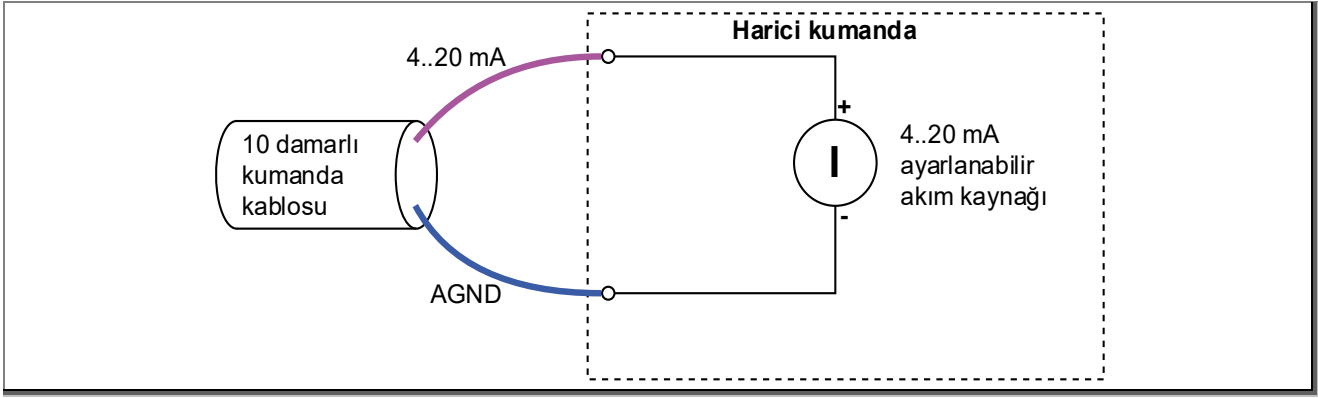 Harici kumanda
4..20 mA
10 damarlı
kumanda
kablosu
+
I
-
4..20 mA
ayarlanabilir
akım kaynağı
AGND